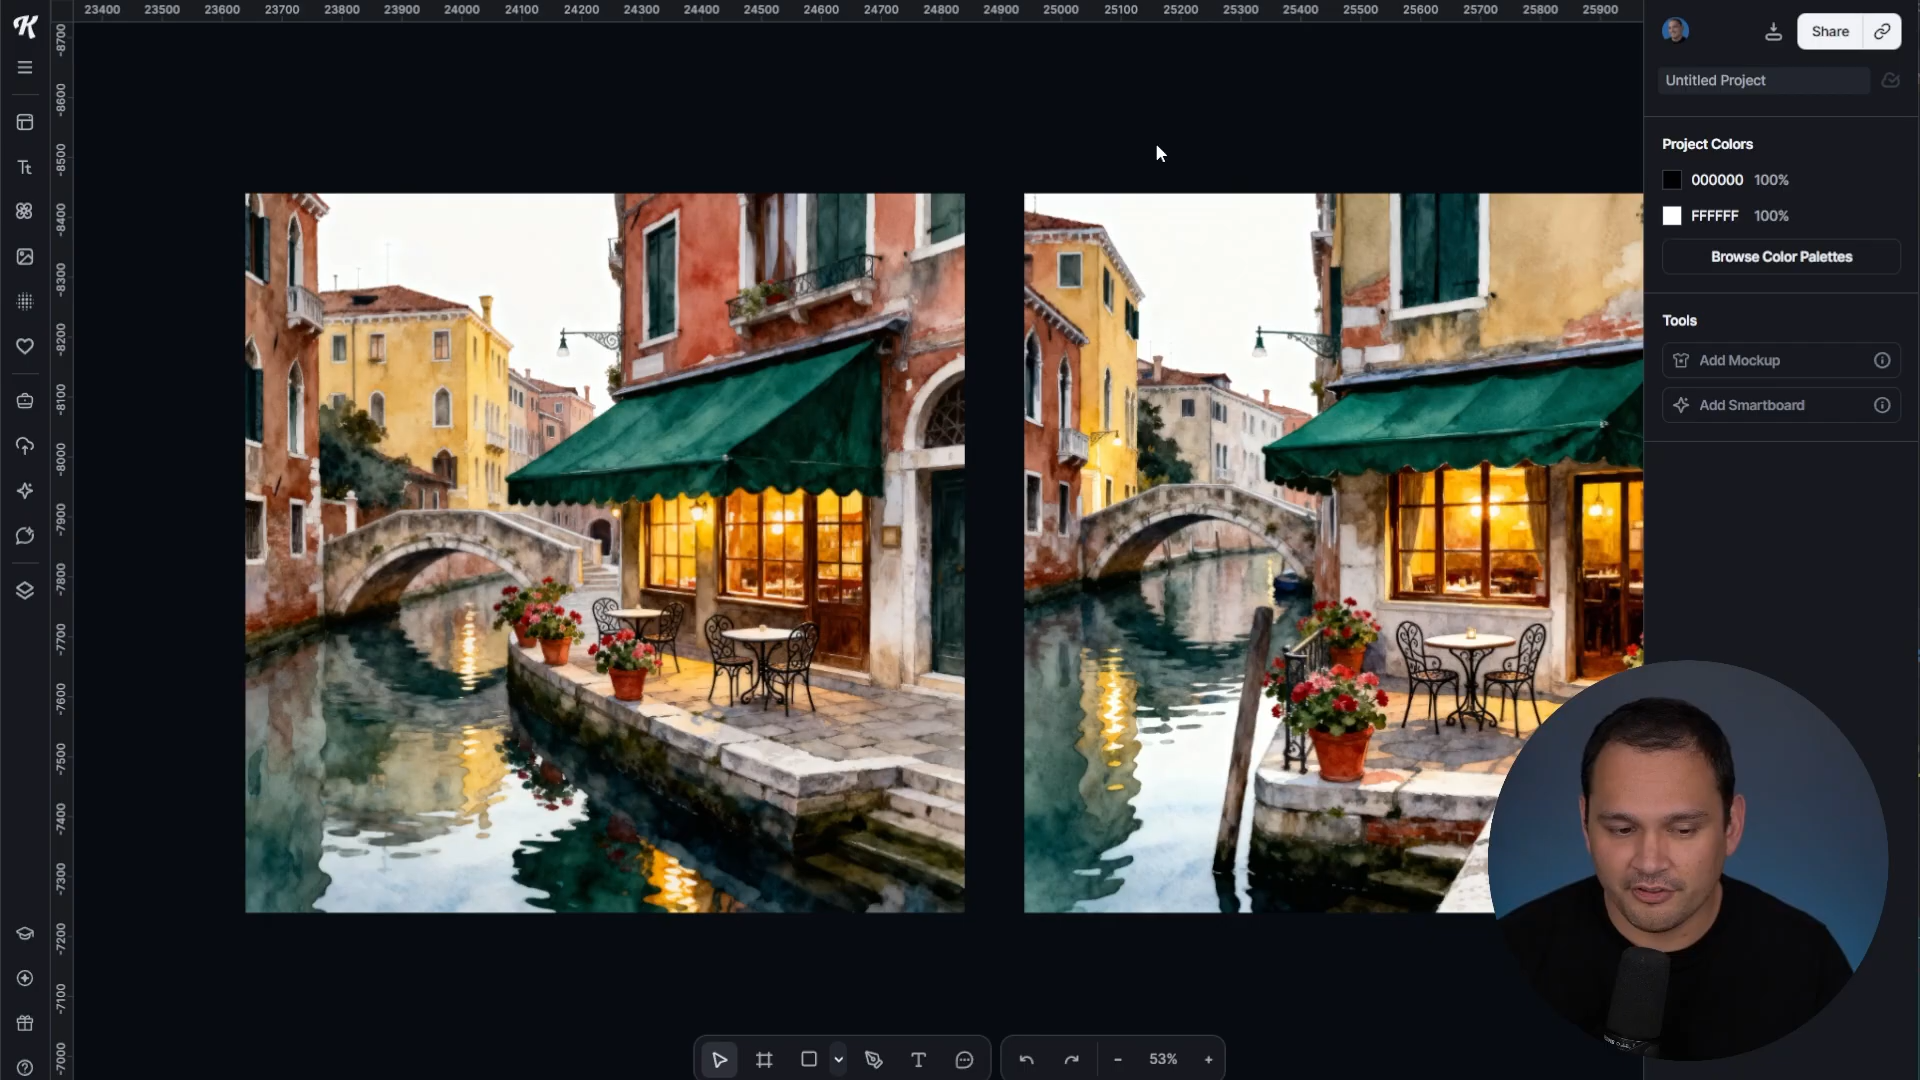 23400 23500 23600 23700 23800 23900 24000 24100 24200 24300 24400 24500 24600 24700 24800 24900 25000 25100 25200 25300 25400 25500 25600 25700 25800 25900
-8700
-8600
-8500
-8400
-8300
-8200
-8100
-8000
-7900
-7800
-7700
-7600
-7500
-7400
-7300
-7200
-7100
-7000
K
Tt
Share
Untitled Project
Project Colors
000000 100%
FFFFFF 100%
Browse Color Palettes
Tools
Add Mockup
Add Smartboard
T
- 53% +